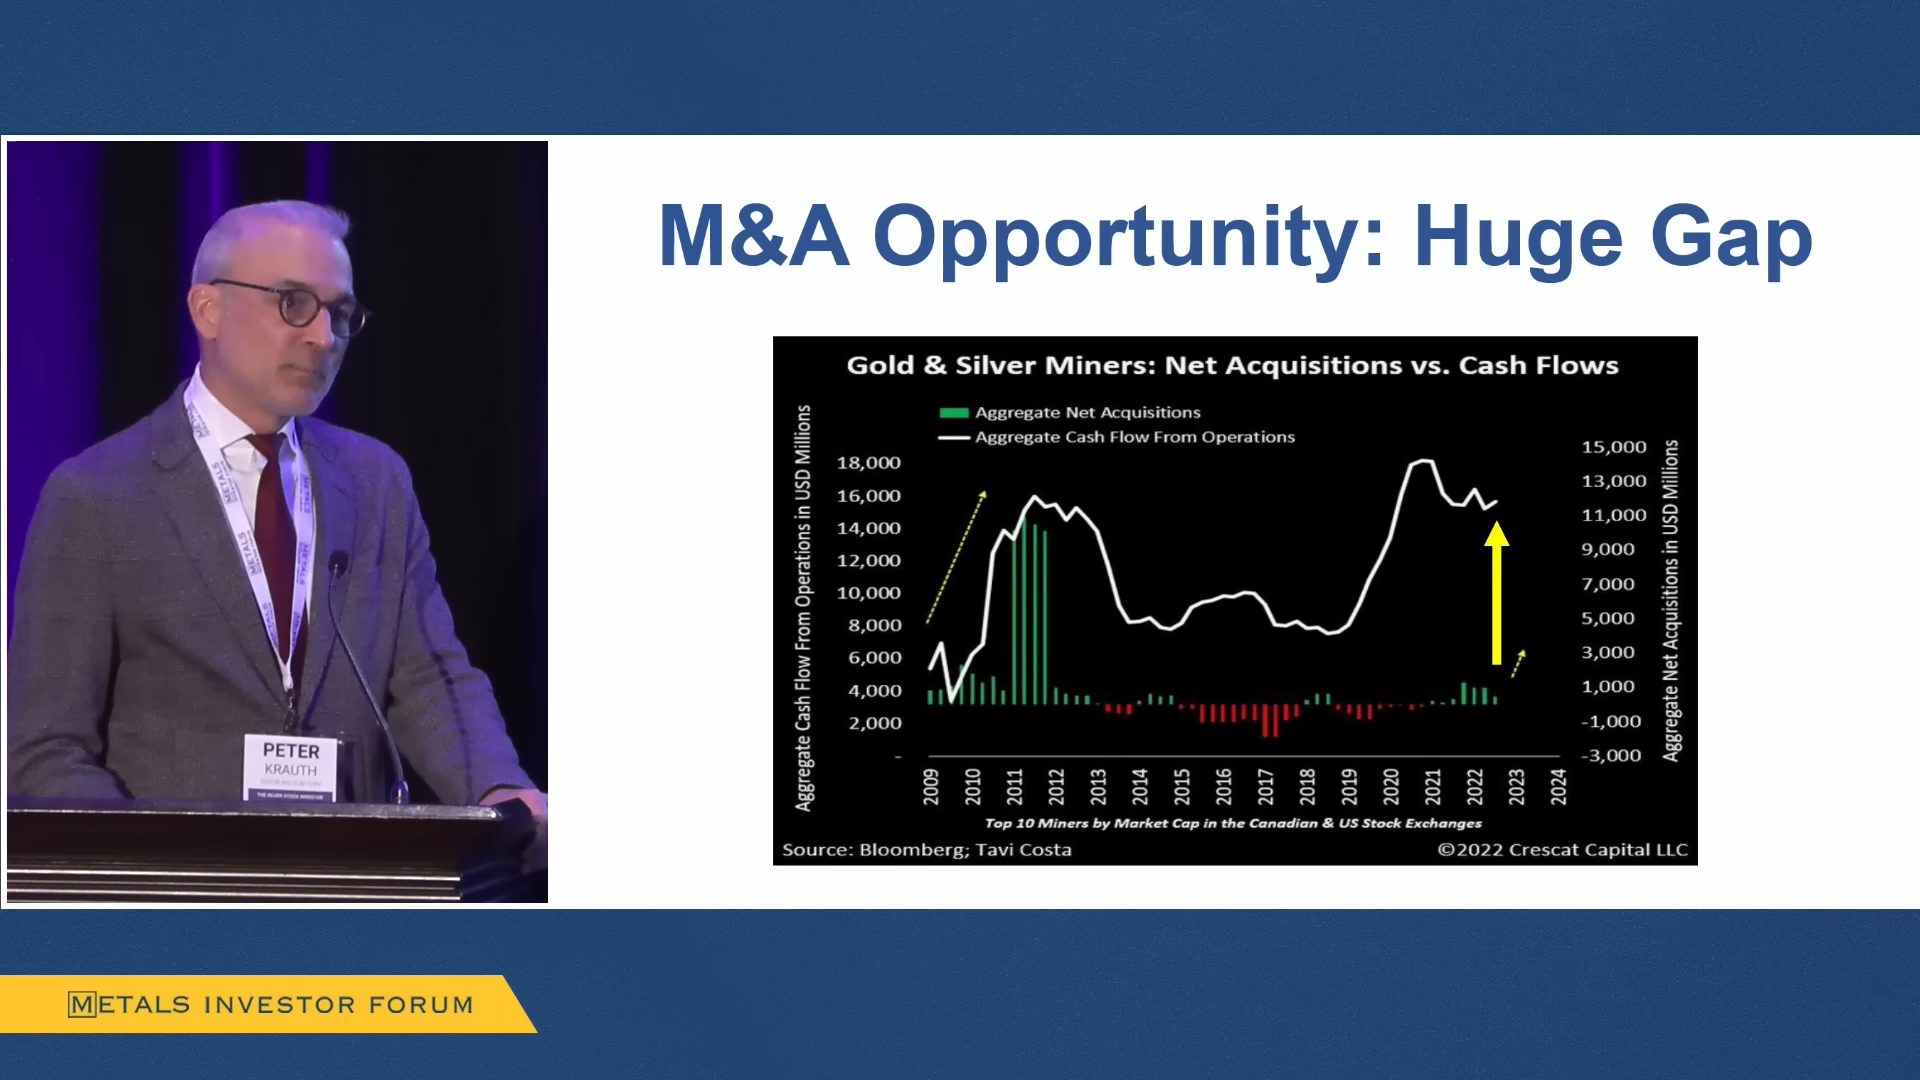 M&A Opportunity: Huge Gap
Gold & Silver Miners: Net Acquisitions vs. Cash Flows
Aggregate Net Acquisitions
Aggregate Cash Flow From Operations
Aggregate Cash Flow From Operations in USD Millions
18,000
16,000
14,000
12,000
10,000
8,000
6,000
4,000
2,000
-
15,000
13,000
11,000
9,000
7,000
5,000
3,000
1,000
-1,000
-3,000
Aggregate Net Acquisitions in USD Millions
2009 2010 2011 2012 2013 2014 2015 2016 2017 2018 2019 2020 2021 2022 2023 2024
Top 10 Miners by Market Cap in the Canadian & US Stock Exchanges
Source: Bloomberg; Tavi Costa
©2022 Crescat Capital LLC
METALS
METALS
METALS
PETER
KRAUTH
THE SILVER STOCK INVESTOR
METALS INVESTOR FORUM